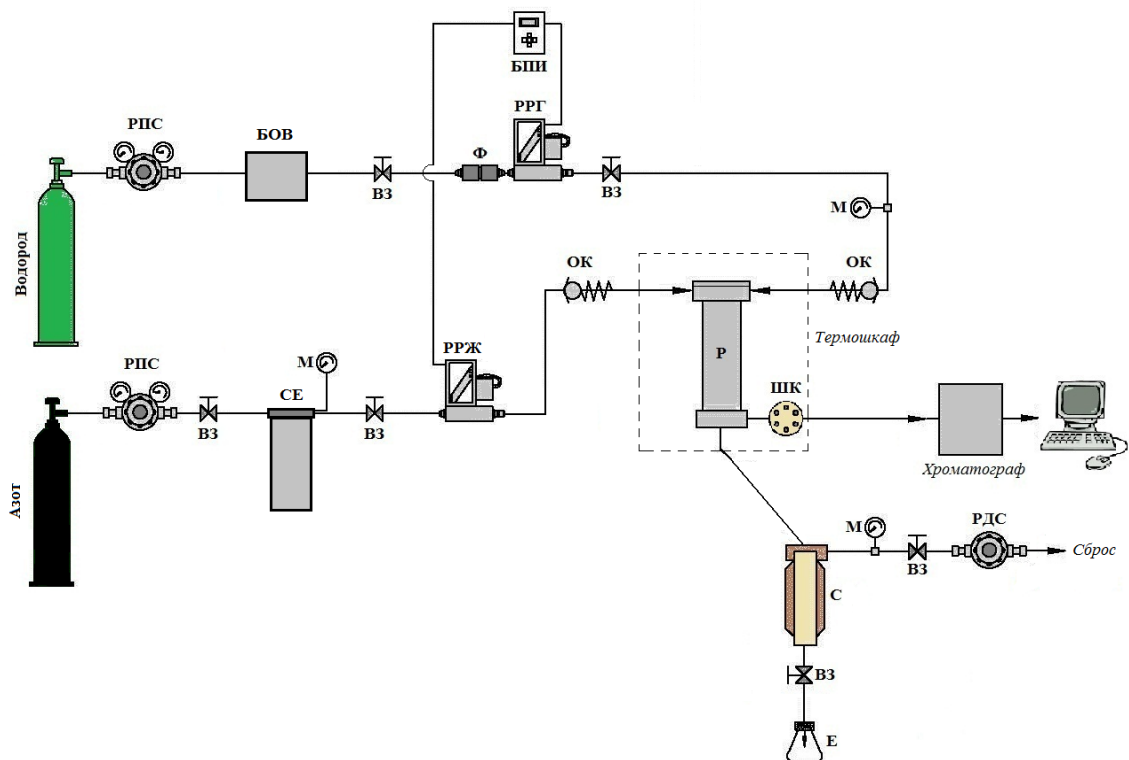 БПИ
РРГ
РПС
БОВ
Ф
ВЗ
ВЗ
М
Водород
ОК
ОК
Термошкаф
РПС
М
РРЖ
Р
СЕ
ШК
ВЗ
ВЗ
Хроматограф
Азот
М
РДС
Сброс
ВЗ
С
ВЗ
Е